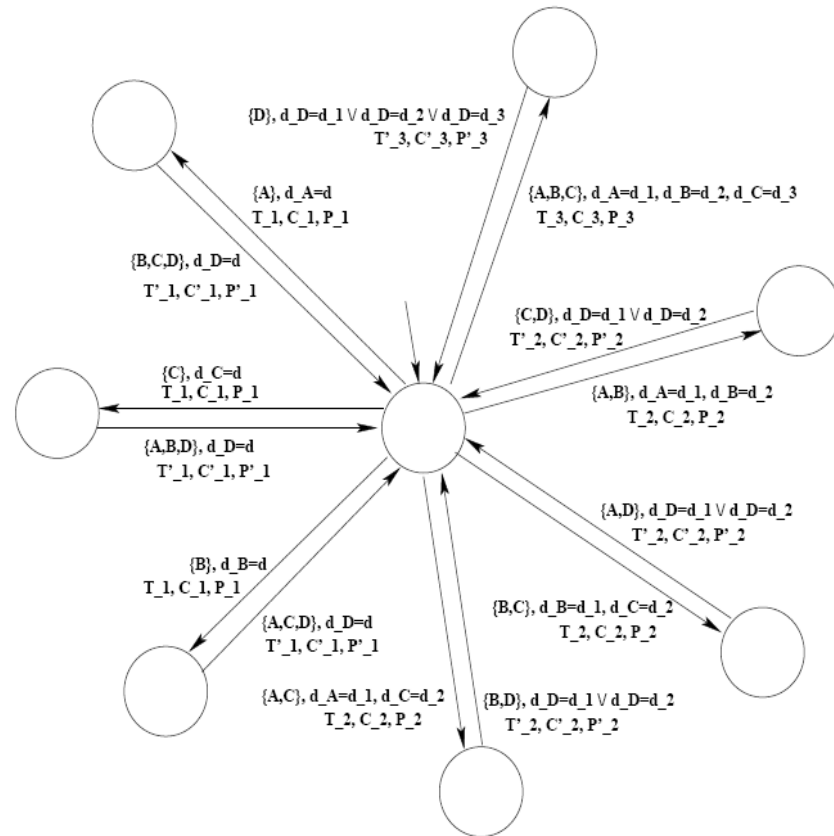 {D}, d_D=d_1 \/ d_D=d_2 \/ d_D=d_3
T'_3, C'_3, P'_3
{A}, d_A=d
T_1, C_1, P_1
{A,B,C}, d_A=d_1, d_B=d_2, d_C=d_3
T_3, C_3, P_3
{B,C,D}, d_D=d
T'_1, C'_1, P'_1
{C,D}, d_D=d_1 \/ d_D=d_2
T'_2, C'_2, P'_2
{C}, d_C=d
T_1, C_1, P_1
{A,B}, d_A=d_1, d_B=d_2
T_2, C_2, P_2
{A,B,D}, d_D=d
T'_1, C'_1, P'_1
{A,D}, d_D=d_1 \/ d_D=d_2
T'_2, C'_2, P'_2
{B}, d_B=d
T_1, C_1, P_1
{B,C}, d_B=d_1, d_C=d_2
T_2, C_2, P_2
{A,C,D}, d_D=d
T'_1, C'_1, P'_1
{A,C}, d_A=d_1, d_C=d_2
T_2, C_2, P_2
{B,D}, d_D=d_1 \/ d_D=d_2
T'_2, C'_2, P'_2